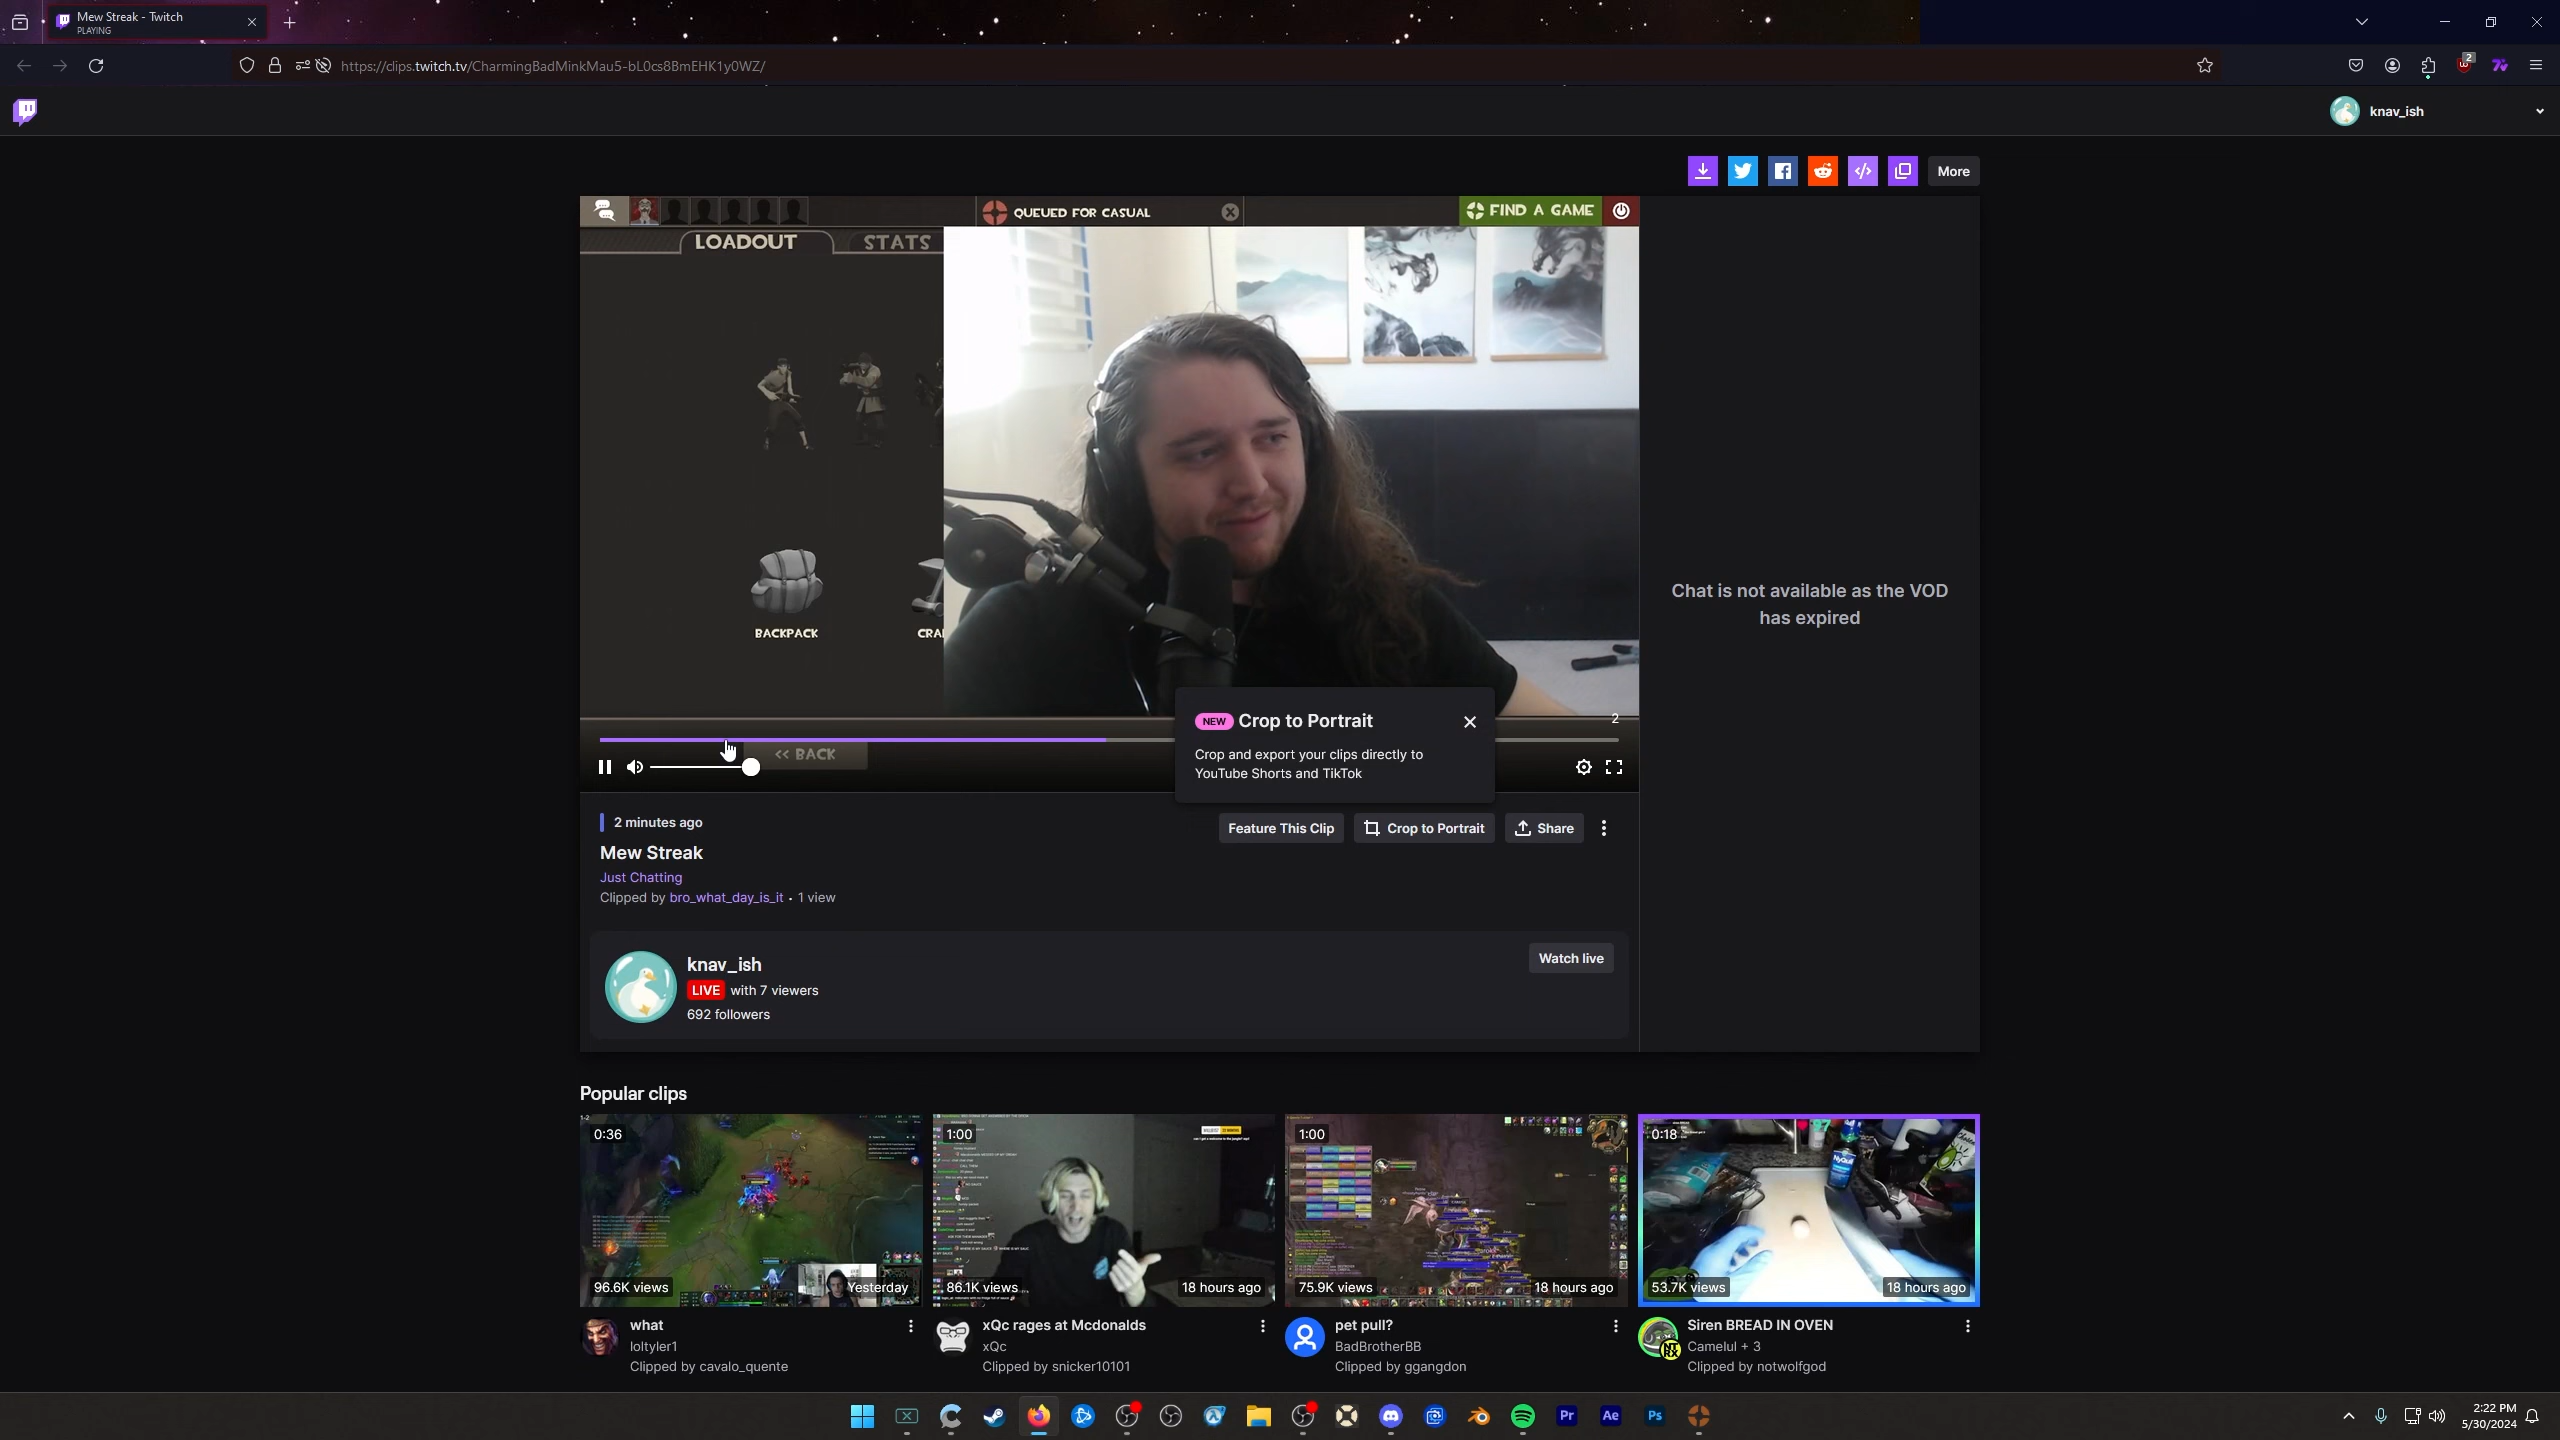 Mew Streak - Twitch
PLAYING
https://clips.twitch.tv/CharmingBadMinkMau5-bL0cs8BmEHK1y0WZ/
2
knav_ish
More
QUEUED FOR CASUAL
FIND A GAME
LOADOUT
STATS
BACKPACK
CRA
Chat is not available as the VOD
has expired
2
<< BACK
NEW Crop to Portrait
Crop and export your clips directly to
YouTube Shorts and TikTok
2 minutes ago
Feature This Clip
Crop to Portrait
Share
Mew Streak
Just Chatting
Clipped by bro_what_day_is_it • 1 view
knav_ish
Watch live
LIVE with 7 viewers
692 followers
Popular clips
0:36
96.6K views
Yesterday
1:00
86.1K views
18 hours ago
1:00
75.9K views
18 hours ago
0:18
NyQuil
53.7K views
18 hours ago
what
loltyler1
Clipped by cavalo_quente
xQc rages at Mcdonalds
xQc
Clipped by snicker10101
pet pull?
BadBrotherBB
Clipped by ggangdon
Siren BREAD IN OVEN
Camelul + 3
Clipped by notwolfgod
Pr
Ae
Ps
2:22 PM
5/30/2024